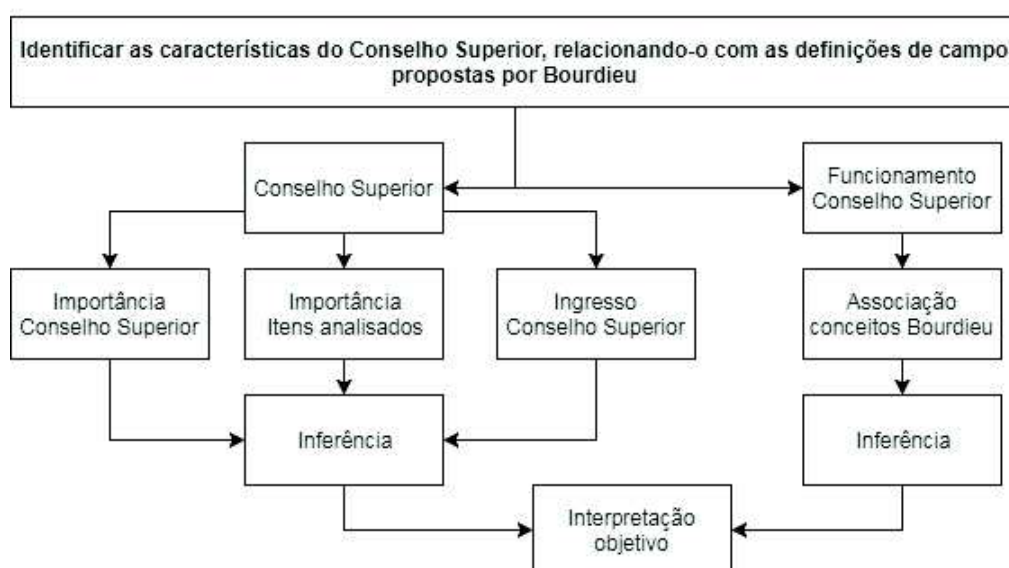 Identificar as características do Conselho Superior, relacionando-o com as definições de campo
propostas por Bourdieu
Conselho Superior
Funcionamento
Conselho Superior
Importância
Conselho Superior
Importância
Itens analisados
Ingresso
Conselho Superior
Associação
conceitos Bourdieu
Inferência
Inferência
Interpretação
objetivo